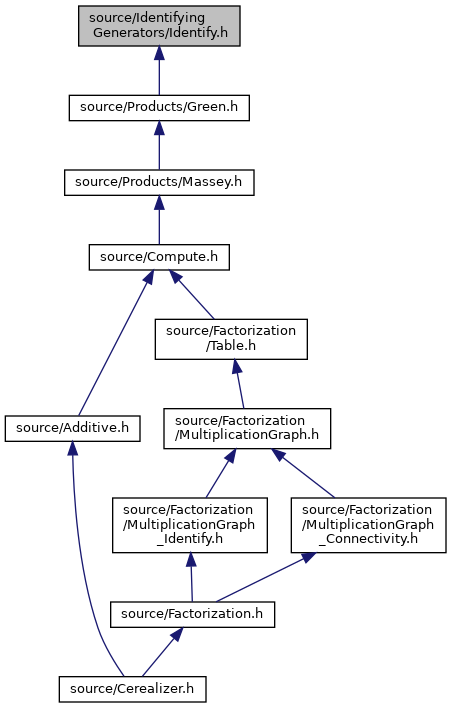 source/Identifying
Generators/Identify.h
source/Products/Green.h
source/Products/Massey.h
source/Compute.h
source/Factorization
/Table.h
source/Additive.h
source/Factorization
/MultiplicationGraph.h
source/Factorization
/MultiplicationGraph
_Identify.h
source/Factorization
/MultiplicationGraph
_Connectivity.h
source/Factorization.h
source/Cerealizer.h